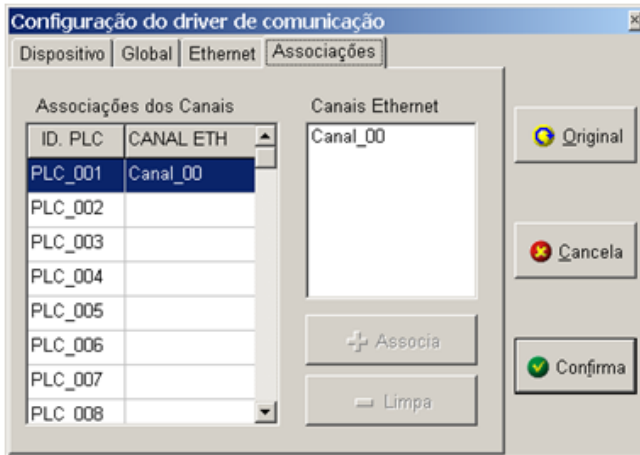 Configuração do driver de comunicação
Dispositivo Global Ethernet Associações
Associações dos Canais
ID. PLC CANAL ETH
PLC_001 Canal_00
PLC_002
PLC_003
PLC_004
PLC_005
PLC_006
PLC_007
PLC_008
Canais Ethernet
Canal_00
Associa
Limpa
Original
Cancela
Confirma